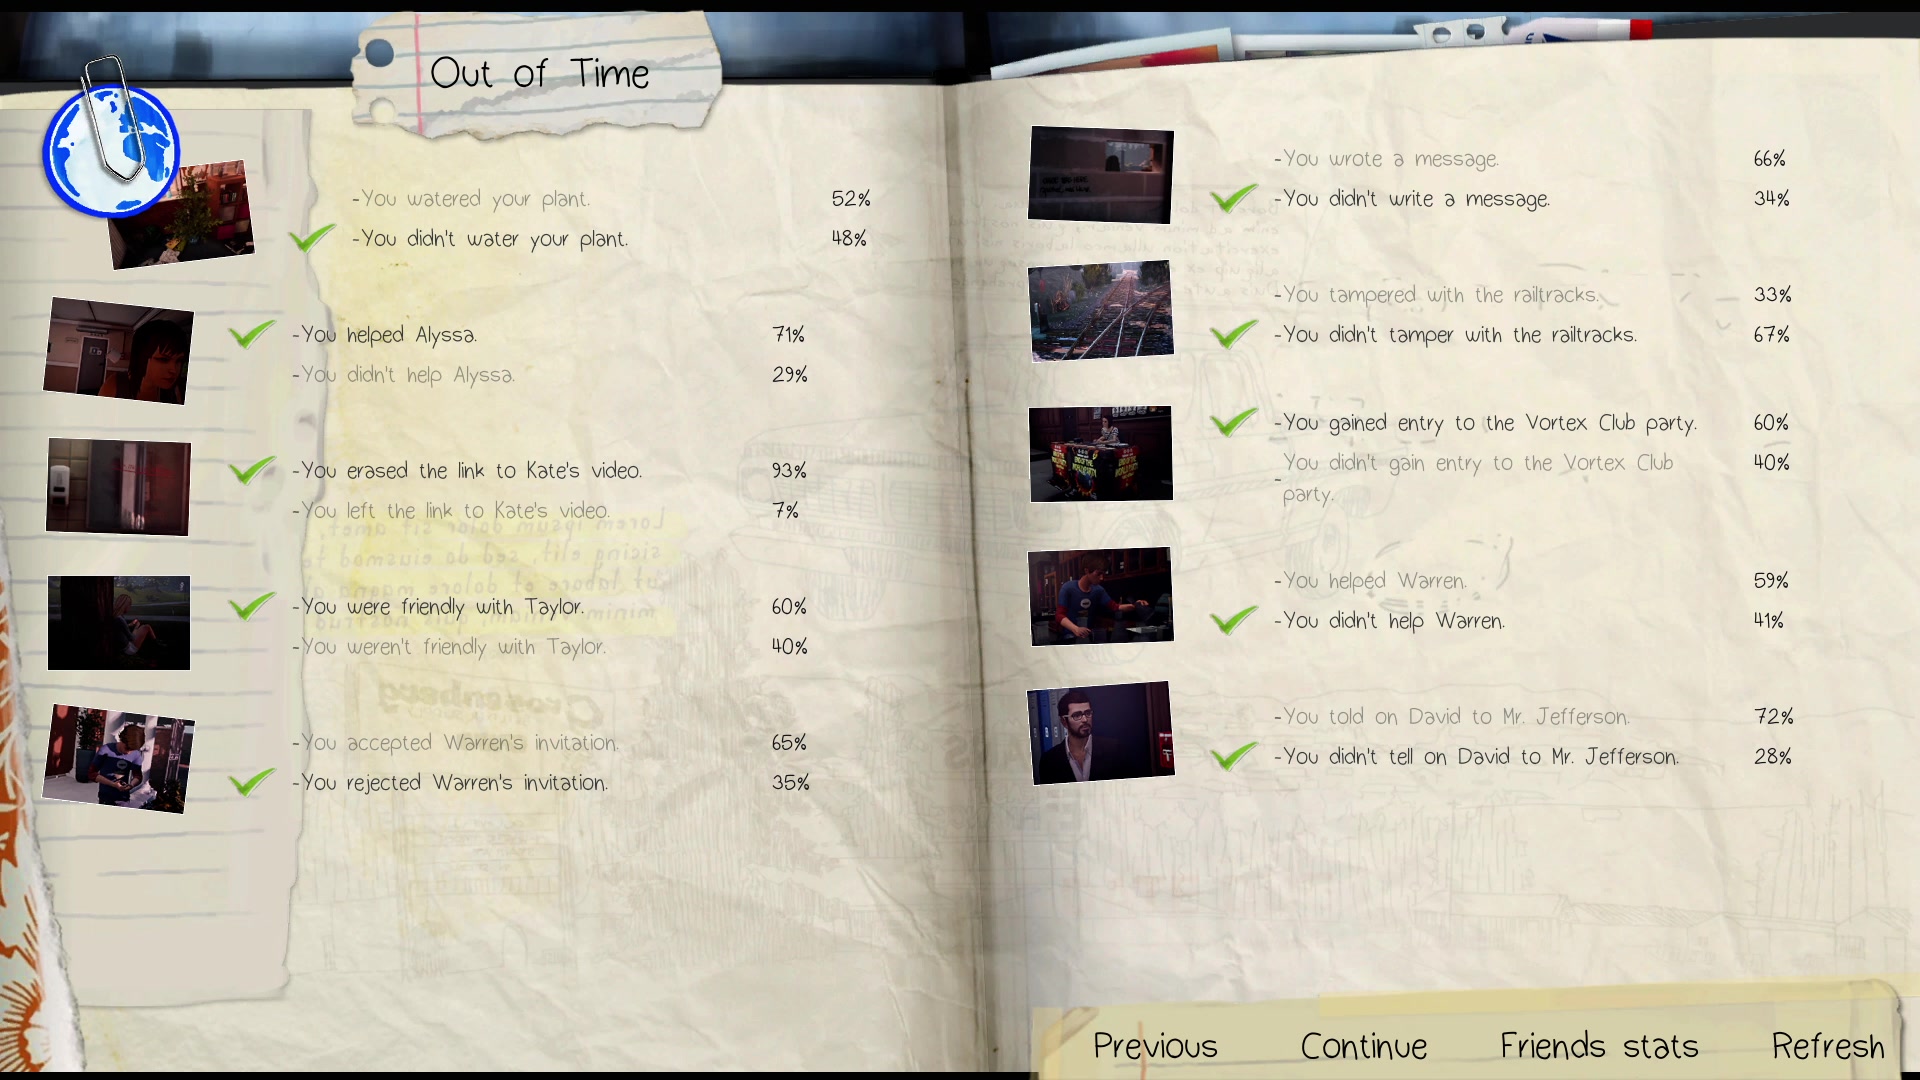 Out of Time
-You watered your plant. 52%
-You didn't water your plant. 48%
-You helped Alyssa. 71%
-You didn't help Alyssa. 29%
-You erased the link to Kate's video. 93%
-You left the link to Kate's video. 7%
-You were friendly with Taylor. 60%
-You weren't friendly with Taylor. 40%
-You accepted Warren's invitation. 65%
-You rejected Warren's invitation. 35%
-You wrote a message. 66%
-You didn't write a message. 34%
-You tampered with the railtracks. 33%
-You didn't tamper with the railtracks. 67%
-You gained entry to the Vortex Club party. 60%
-You didn't gain entry to the Vortex Club 40%
party.
-You helped Warren. 59%
-You didn't help Warren. 41%
-You told on David to Mr. Jefferson. 72%
-You didn't tell on David to Mr. Jefferson. 28%
Previous Continue Friends stats Refresh